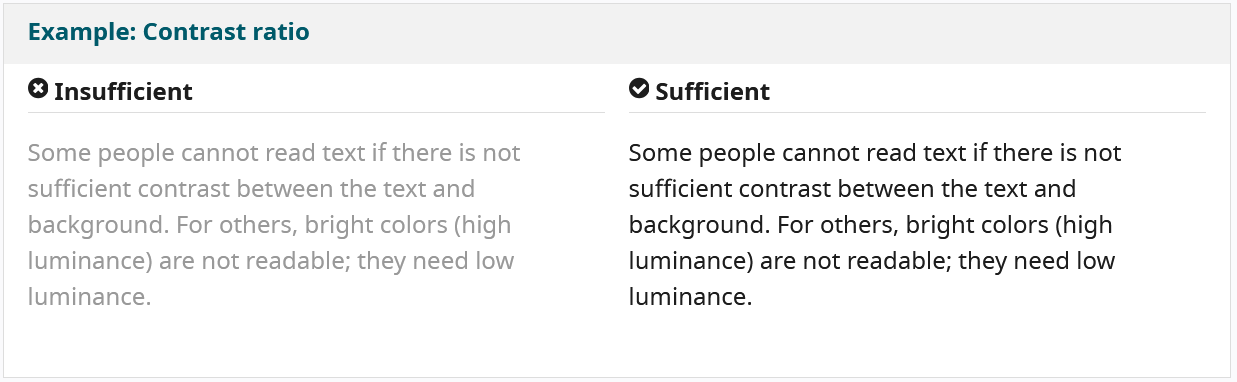 Example: Contrast ratio
Insufficient
Some people cannot read text if there is not
sufficient contrast between the text and
background. For others, bright colors (high
luminance) are not readable; they need low
luminance.
Sufficient
Some people cannot read text if there is not
sufficient contrast between the text and
background. For others, bright colors (high
luminance) are not readable; they need low
luminance.